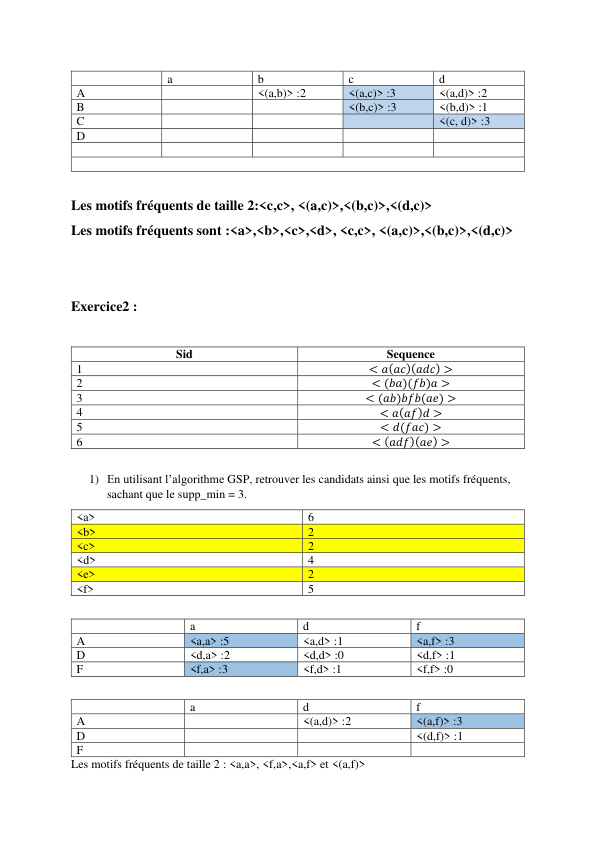 a b c d
A <(a,b)> :2 <(a,c)> :3 <(a,d)> :2
B <(b,c)> :3 <(b,d)> :1
C <(c, d)> :3
D
Les motifs fréquents de taille 2:<c,c>, <(a,c)>,<(b,c)>,<(d,c)>
Les motifs fréquents sont :<a>,<b>,<c>,<d>, <c,c>, <(a,c)>,<(b,c)>,<(d,c)>
Exercice2 :
Sid Sequence
1 < a(ac)(adc) >
2 < (ba)(fb)a >
3 < (ab)bfb(ae) >
4 < a(af)d >
5 < d(fac) >
6 < (adf)(ae) >
1) En utilisant l’algorithme GSP, retrouver les candidats ainsi que les motifs fréquents,
sachant que le supp_min = 3.
<a> 6
<b> 2
<c> 2
<d> 4
<e> 2
<f> 5
a d f
A <a,a> :5 <a,d> :1 <a,f> :3
D <d,a> :2 <d,d> :0 <d,f> :1
F <f,a> :3 <f,d> :1 <f,f> :0
a d f
A <(a,d)> :2 <(a,f)> :3
D <(d,f)> :1
F
Les motifs fréquents de taille 2 : <a,a>, <f,a>,<a,f> et <(a,f)>